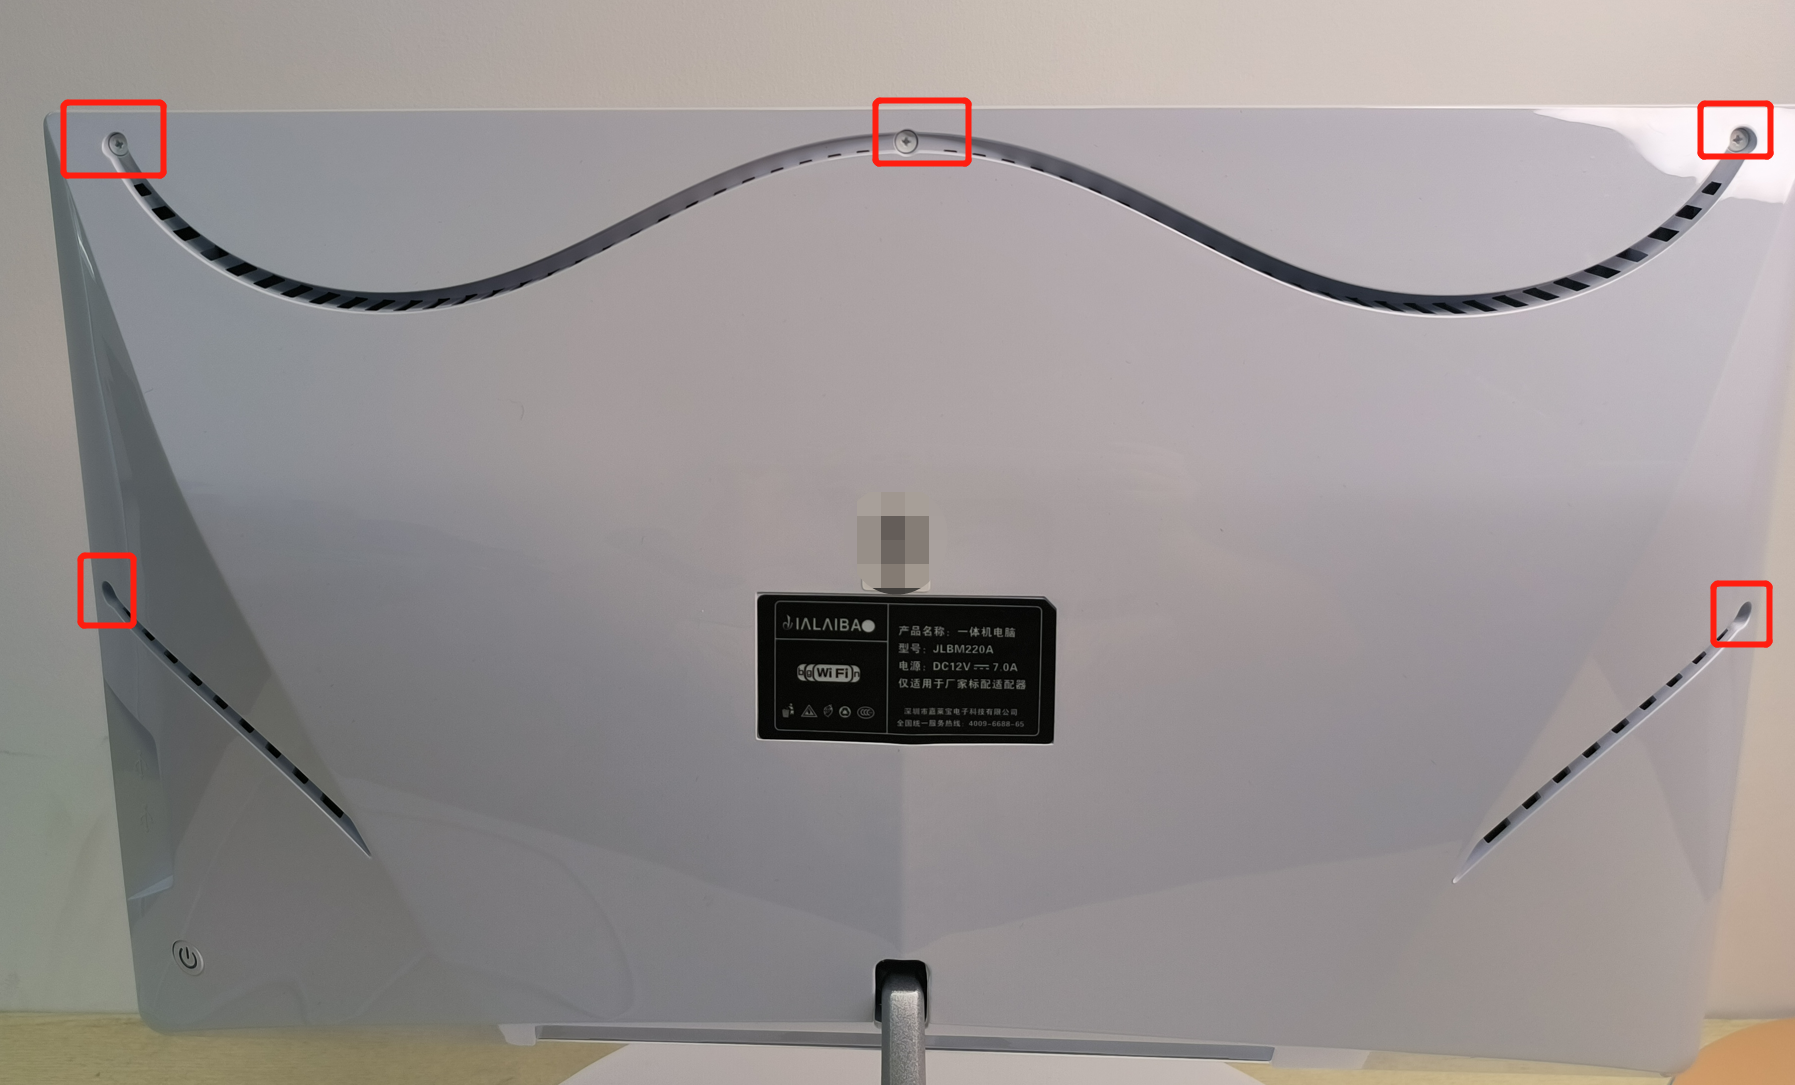 JIALAIBAO
bg WiFi n
产品名称：一体机电脑
型号：JLBM220A
电源：DC12V⎓7.0A
仅适用于厂家标配适配器
深圳市嘉莱宝电子科技有限公司
全国统一服务热线：4009-6688-65